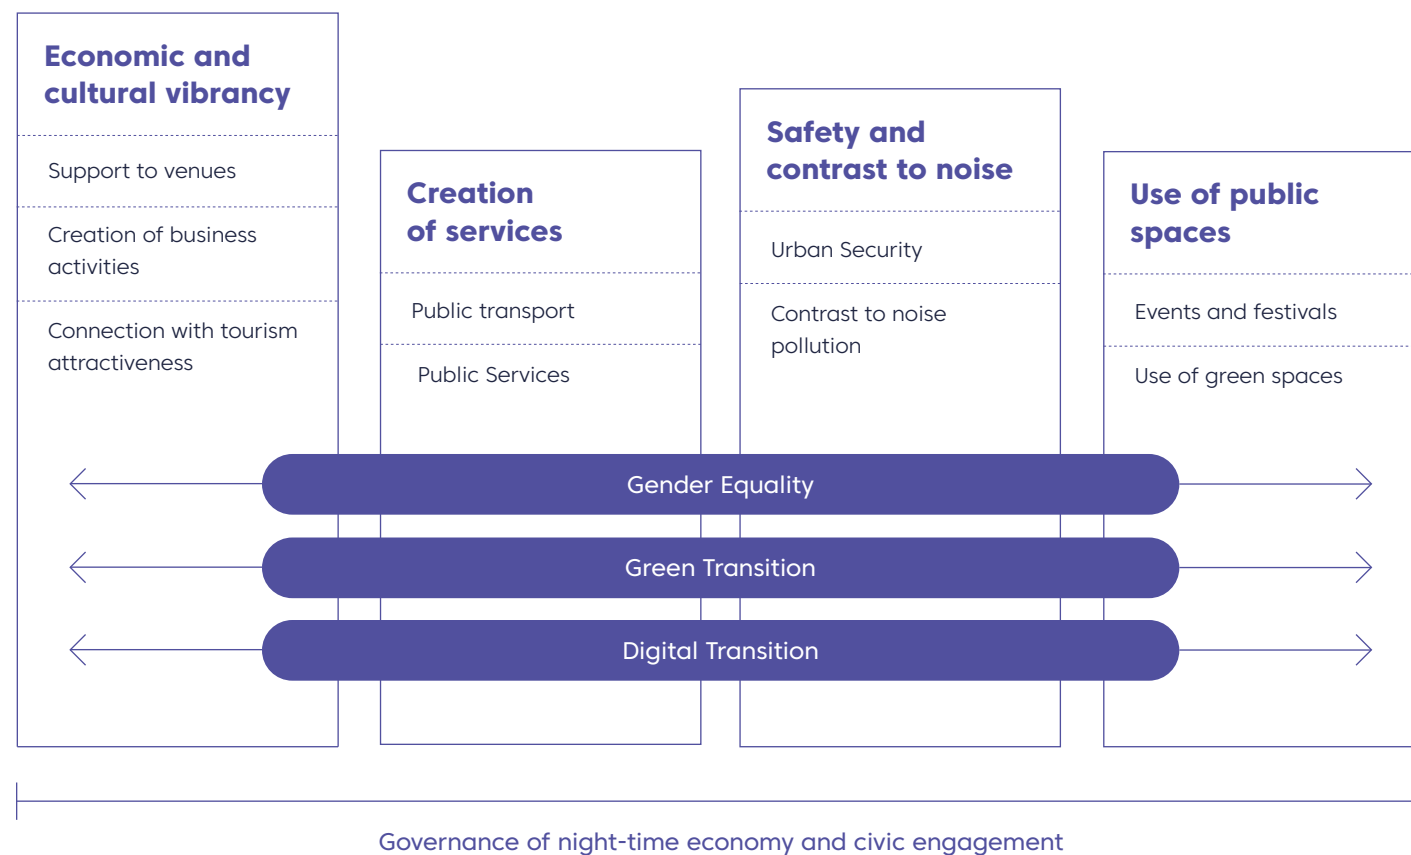 Economic and
cultural vibrancy
Support to venues
Creation of business
activities
Connection with tourism
attractiveness
Creation
of services
Public transport
Public Services
Safety and
contrast to noise
Urban Security
Contrast to noise
pollution
Use of public
spaces
Events and festivals
Use of green spaces
Gender Equality
Green Transition
Digital Transition
Governance of night-time economy and civic engagement